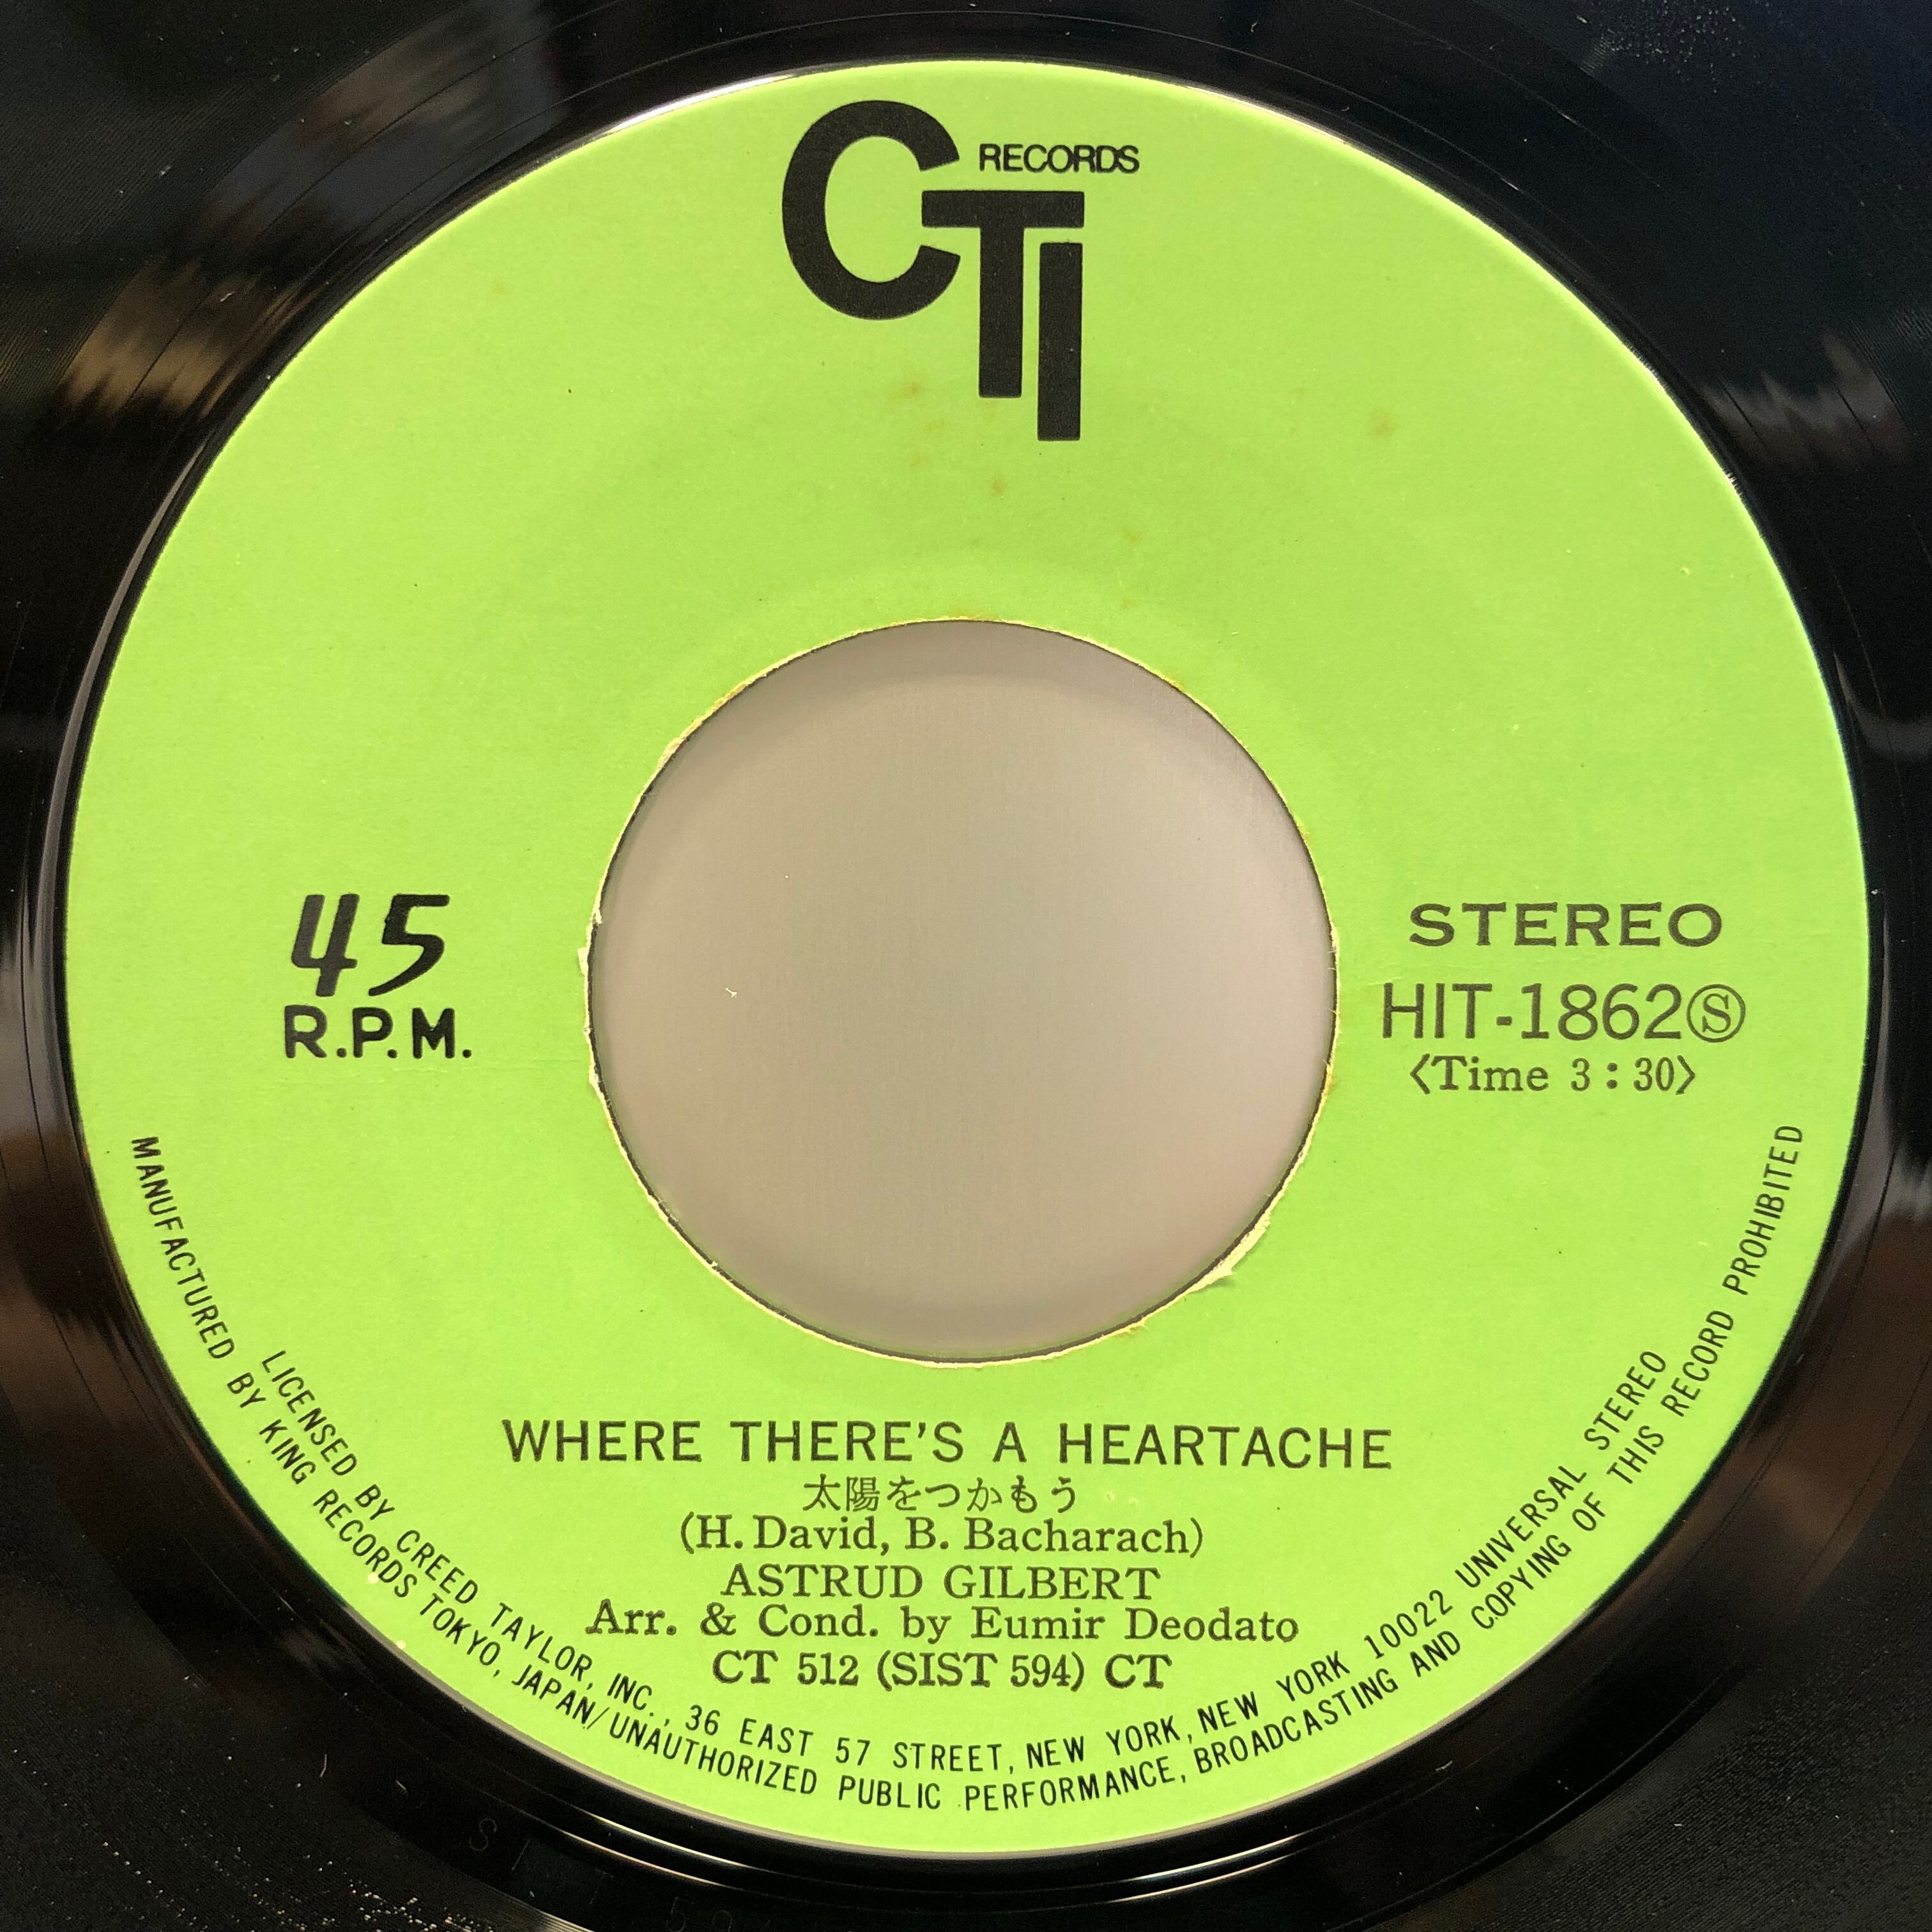 CTI RECORDS
45
R.P.M.
STEREO
HIT-1862Ⓢ
〈Time 3:30〉
WHERE THERE'S A HEARTACHE
太陽をつかもう
(H. David, B. Bacharach)
ASTRUD GILBERT
Arr. & Cond. by Eumir Deodato
CT 512 (SIST 594) CT
LICENSED BY CREED TAYLOR, INC., 36 EAST 57 STREET, NEW YORK, NEW YORK 10022 UNIVERSAL STEREO
MANUFACTURED BY KING RECORDS TOKYO, JAPAN/UNAUTHORIZED PUBLIC PERFORMANCE, BROADCASTING AND COPYING OF THIS RECORD PROHIBITED